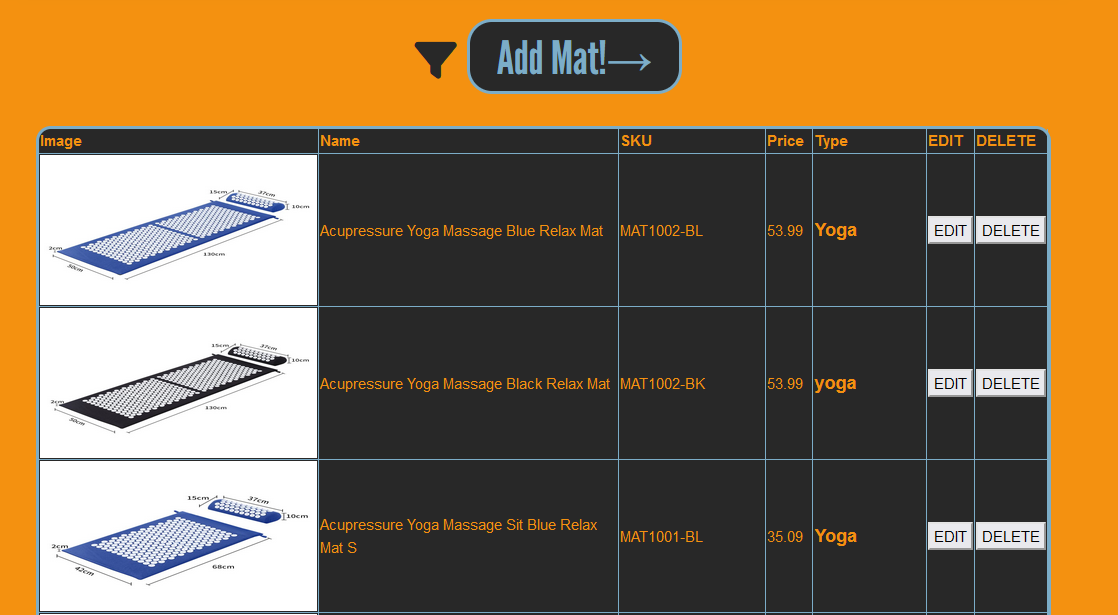 Add Mat!→
Image Name SKU Price Type EDIT DELETE
15cm 37cm
10cm
2cm
50cm
130cm
Acupressure Yoga Massage Blue Relax Mat MAT1002-BL 53.99 Yoga EDIT DELETE
15cm 37cm
10cm
2cm
50cm
130cm
Acupressure Yoga Massage Black Relax Mat MAT1002-BK 53.99 yoga EDIT DELETE
15cm 37cm
10cm
2cm
42cm
68cm
Acupressure Yoga Massage Sit Blue Relax
Mat S
MAT1001-BL 35.09 Yoga EDIT DELETE